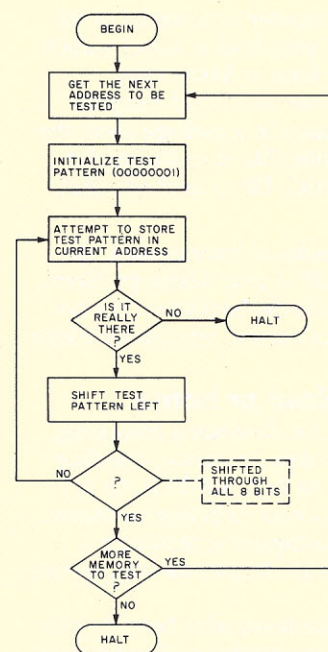 BEGIN
GET THE NEXT
ADDRESS TO BE
TESTED
INITIALIZE TEST
PATTERN (00000001)
ATTEMPT TO STORE
TEST PATTERN IN
CURRENT ADDRESS
IS IT
REALLY
THERE
?
NO
HALT
YES
SHIFT TEST
PATTERN LEFT
NO
?
SHIFTED
THROUGH
ALL 8 BITS
YES
MORE
MEMORY
TO TEST
?
YES
NO
HALT